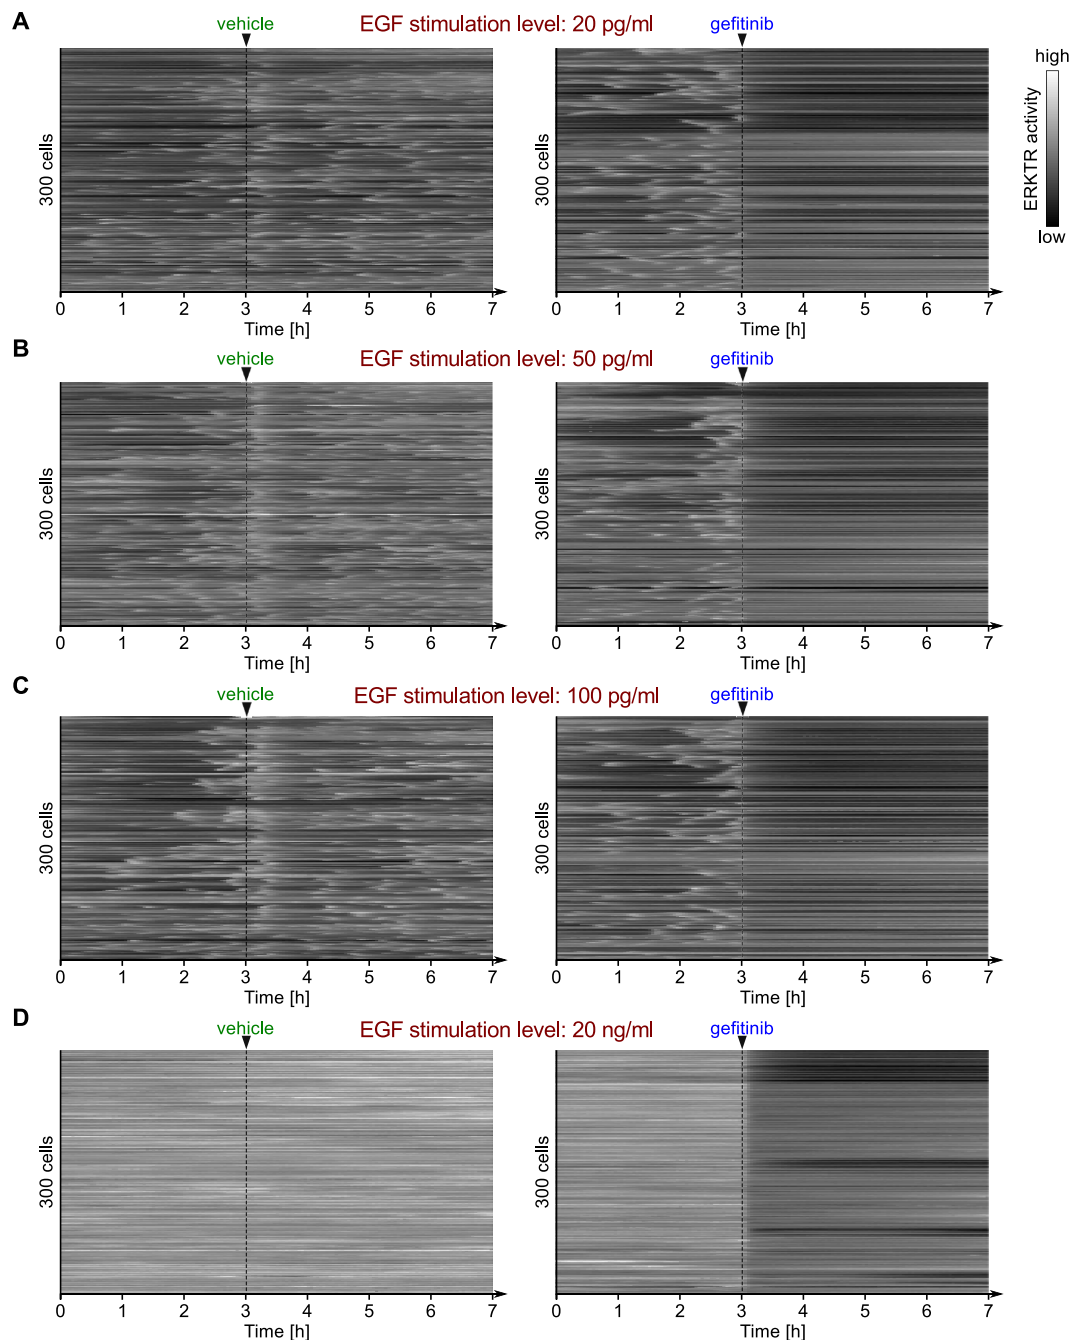 A
vehicle
EGF stimulation level: 20 pg/ml
gefitinib
high
ERKTR activity
low
300 cells
300 cells
0 1 2 3 4 5 6 7
0 1 2 3 4 5 6 7
Time [h]
Time [h]
B
vehicle
EGF stimulation level: 50 pg/ml
gefitinib
300 cells
300 cells
0 1 2 3 4 5 6 7
0 1 2 3 4 5 6 7
Time [h]
Time [h]
C
vehicle
EGF stimulation level: 100 pg/ml
gefitinib
300 cells
300 cells
0 1 2 3 4 5 6 7
0 1 2 3 4 5 6 7
Time [h]
Time [h]
D
vehicle
EGF stimulation level: 20 ng/ml
gefitinib
300 cells
300 cells
0 1 2 3 4 5 6 7
0 1 2 3 4 5 6 7
Time [h]
Time [h]